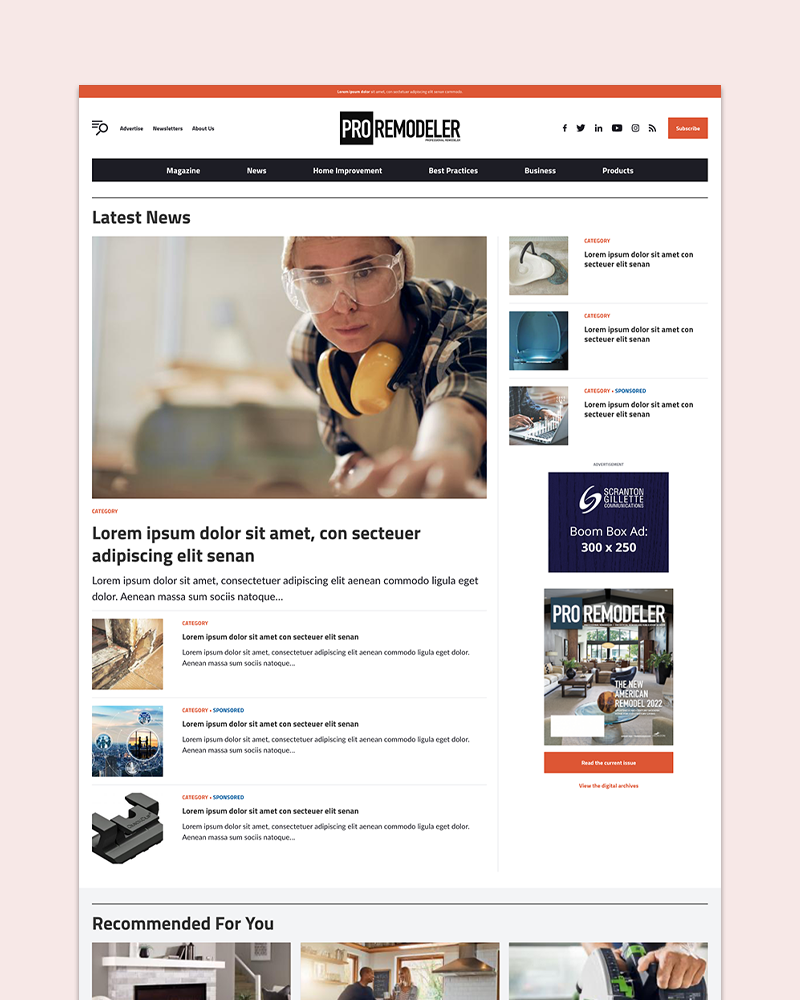 Lorem ipsum dolor sit amet, con sectetuer adipiscing elit senan commodo.
Advertise Newsletters About Us
PRO REMODELER
PROFESSIONAL REMODELER
Subscribe
Magazine News Home Improvement Best Practices Business Products
Latest News
CATEGORY
Lorem ipsum dolor sit amet, con secteuer
adipiscing elit senan
Lorem ipsum dolor sit amet, consectetuer adipiscing elit aenean commodo ligula eget
dolor. Aenean massa sum sociis natoque...
CATEGORY
Lorem ipsum dolor sit amet con secteuer elit senan
Lorem ipsum dolor sit amet, consectetuer adipiscing elit aenean commodo ligula eget dolor.
Aenean massa sum sociis natoque...
CATEGORY • SPONSORED
Lorem ipsum dolor sit amet con secteuer elit senan
Lorem ipsum dolor sit amet, consectetuer adipiscing elit aenean commodo ligula eget dolor.
Aenean massa sum sociis natoque...
CATEGORY • SPONSORED
Lorem ipsum dolor sit amet con secteuer elit senan
Lorem ipsum dolor sit amet, consectetuer adipiscing elit aenean commodo ligula eget dolor.
Aenean massa sum sociis natoque...
CATEGORY
Lorem ipsum dolor sit amet con
secteuer elit senan
CATEGORY
Lorem ipsum dolor sit amet con
secteuer elit senan
CATEGORY • SPONSORED
Lorem ipsum dolor sit amet con
secteuer elit senan
ADVERTISEMENT
SCRANTON
GILLETTE
COMMUNICATIONS
Boom Box Ad:
300 x 250
PRO REMODELER
THE NEW
AMERICAN
REMODEL 2022
Read the current issue
View the digital archives
Recommended For You